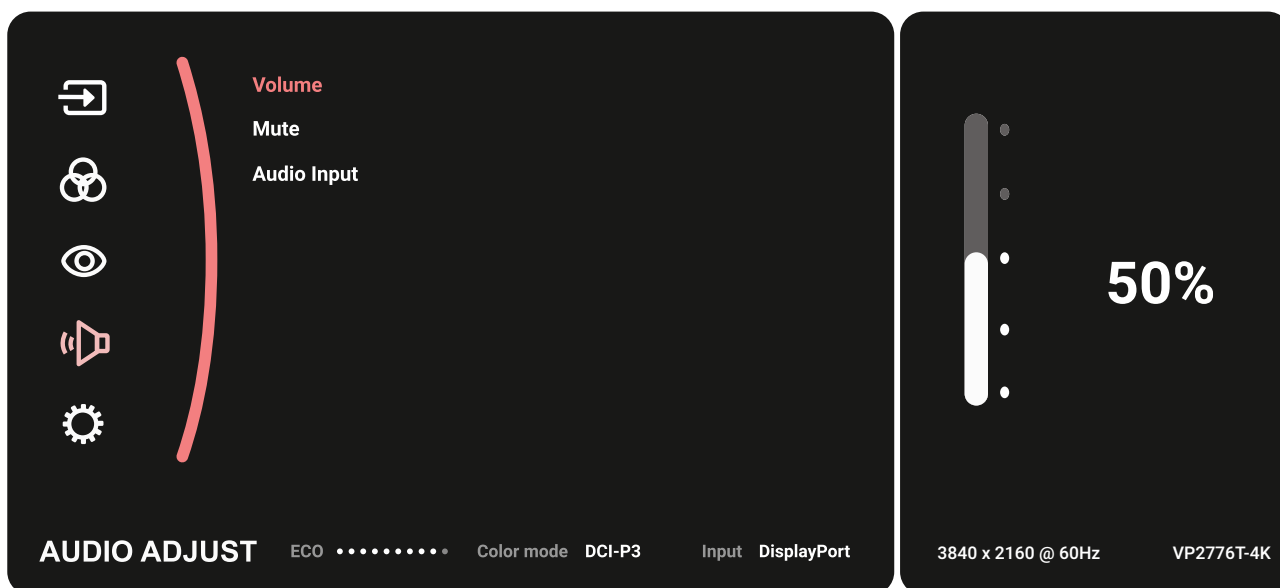 Volume
Mute
Audio Input
50%
AUDIO ADJUST ECO Color mode DCI-P3 Input DisplayPort
3840 x 2160 @ 60Hz VP2776T-4K